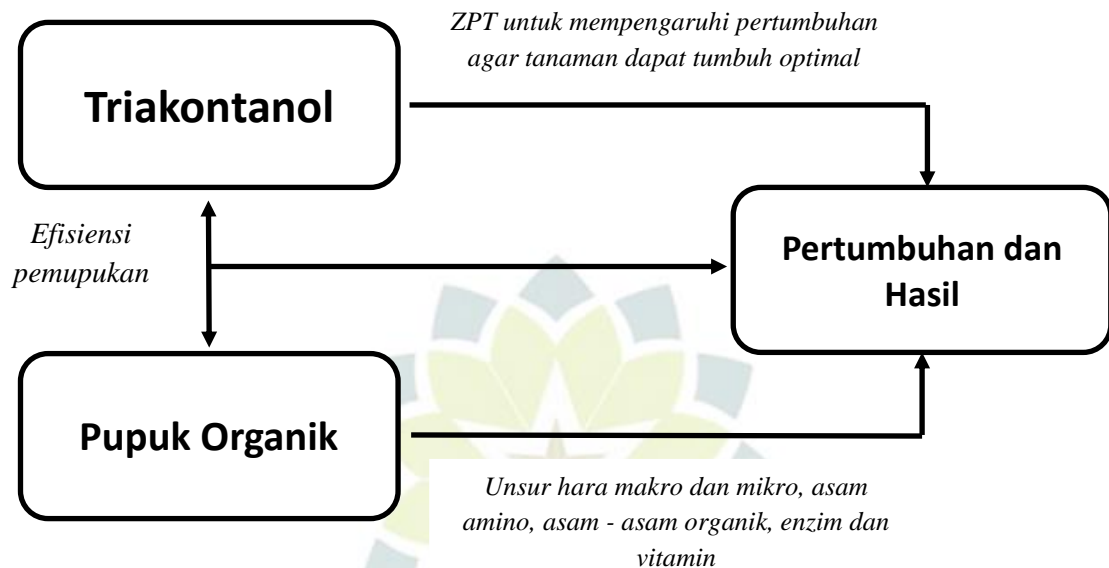 ZPT untuk mempengaruhi pertumbuhan
agar tanaman dapat tumbuh optimal
Triakontanol
Efisiensi
pemupukan
Pertumbuhan dan
Hasil
Pupuk Organik
Unsur hara makro dan mikro, asam
amino, asam - asam organik, enzim dan
vitamin